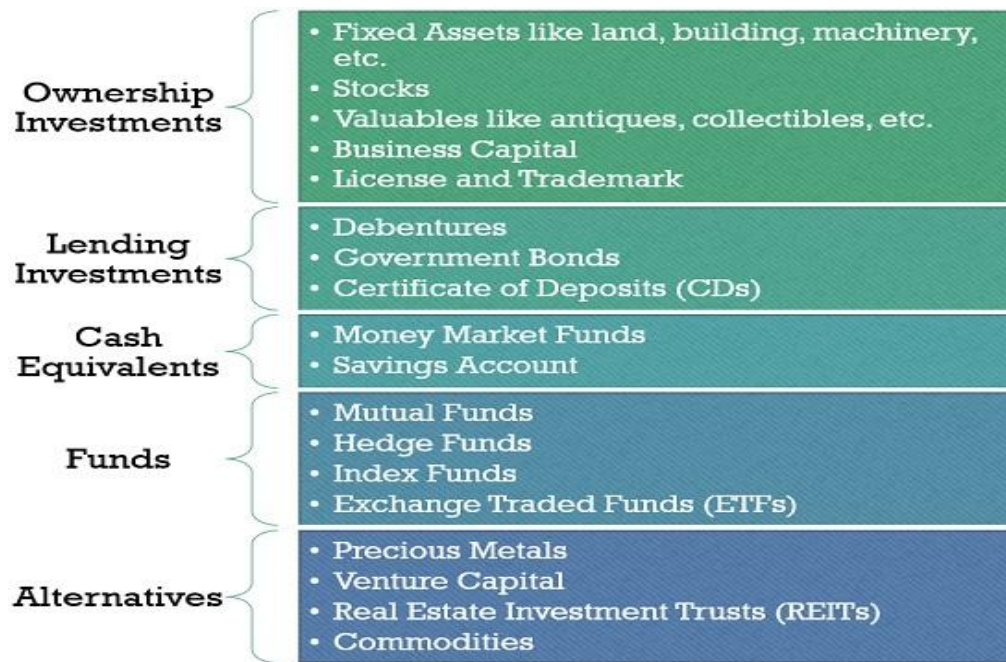 Ownership
Investments
• Fixed Assets like land, building, machinery,
etc.
• Stocks
• Valuables like antiques, collectibles, etc.
• Business Capital
• License and Trademark
Lending
Investments
• Debentures
• Government Bonds
• Certificate of Deposits (CDs)
Cash
Equivalents
• Money Market Funds
• Savings Account
Funds
• Mutual Funds
• Hedge Funds
• Index Funds
• Exchange Traded Funds (ETFs)
Alternatives
• Precious Metals
• Venture Capital
• Real Estate Investment Trusts (REITs)
• Commodities